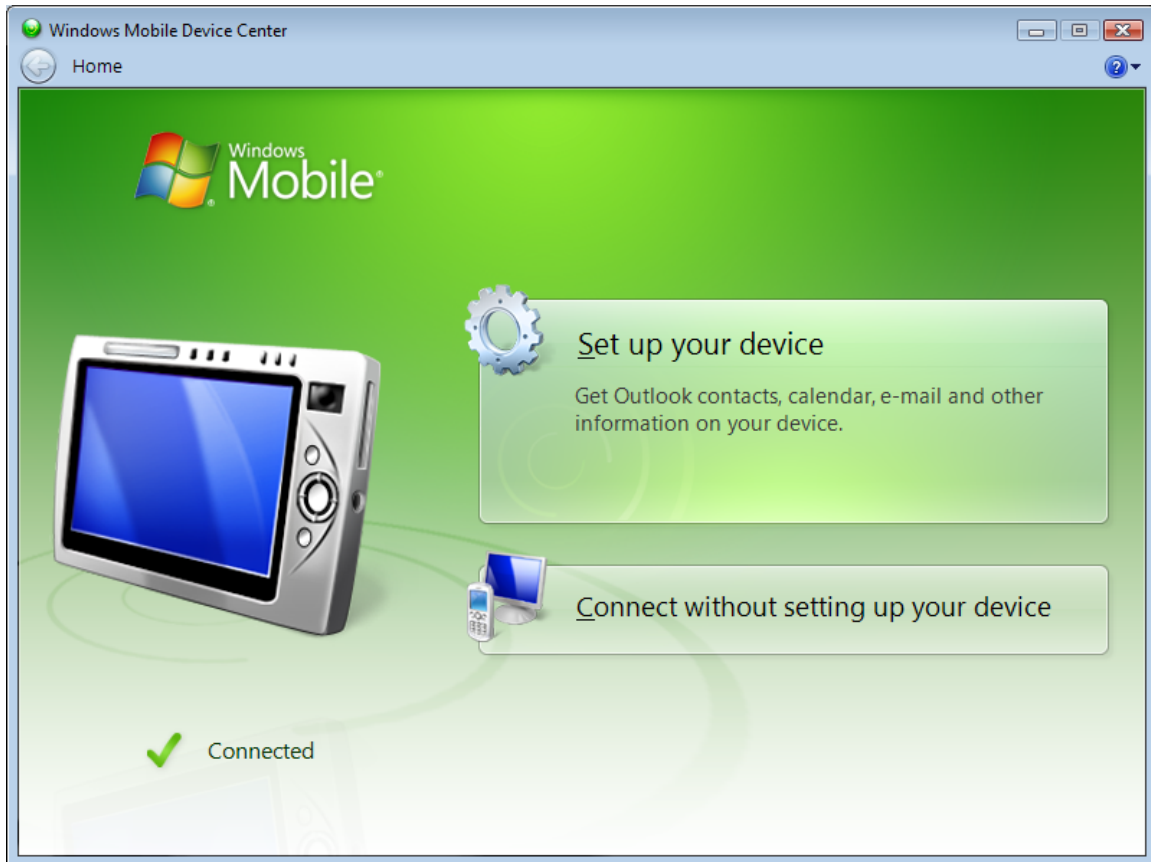 Windows Mobile Device Center
Home
Windows
Mobile®
Set up your device
Get Outlook contacts, calendar, e-mail and other
information on your device.
Connect without setting up your device
Connected